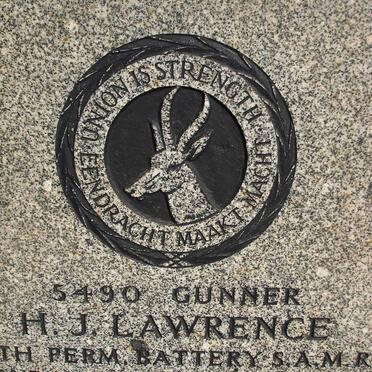 UNION IS STRENGTH
EENDRACHT MAAKT MACHT
5490 GUNNER
H. J. LAWRENCE
TH PERM. BATTERY S.A.M.R